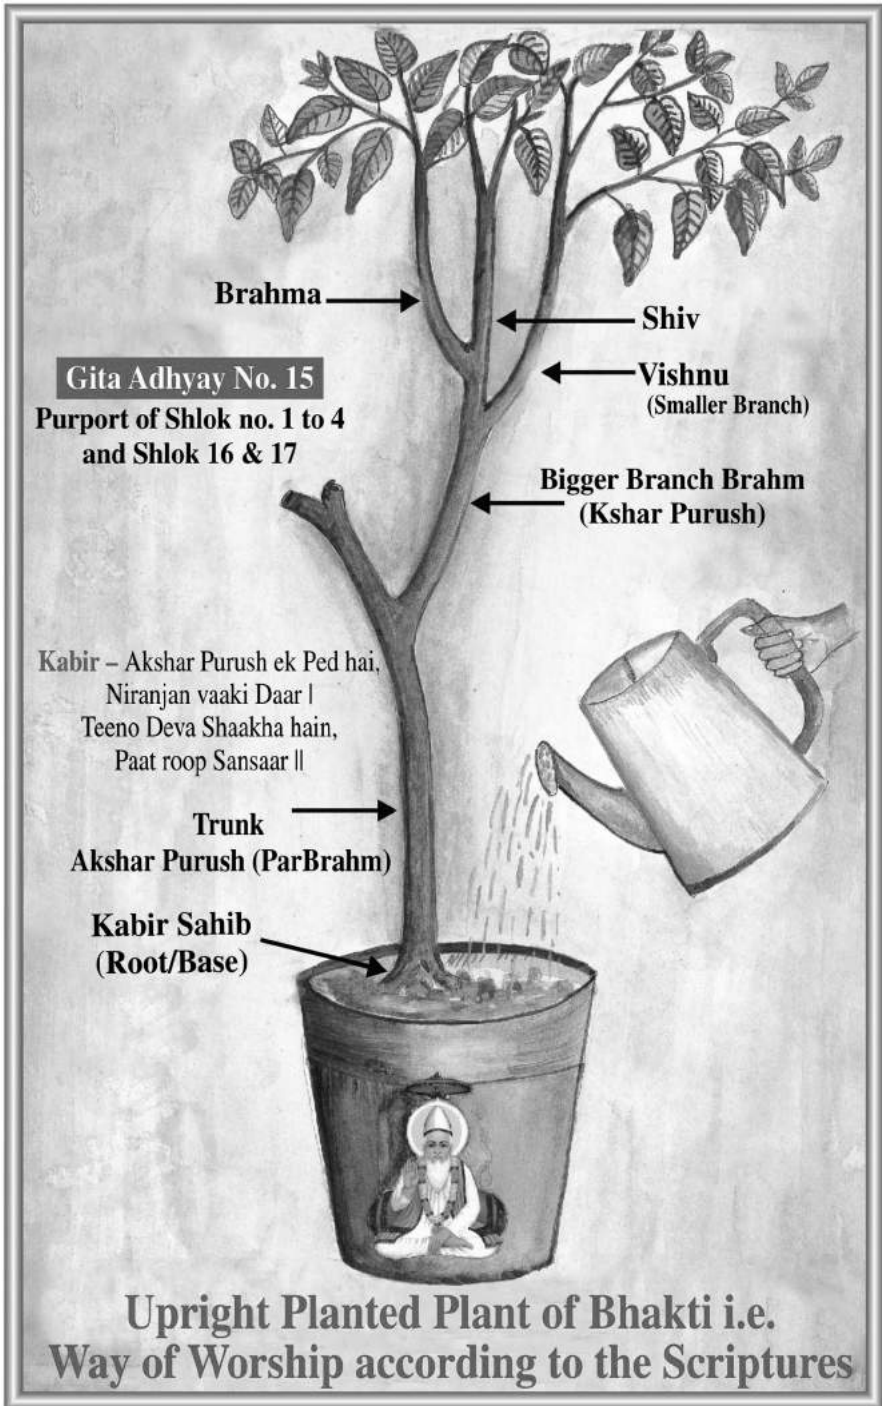 Brahma
Shiv
Vishnu
(Smaller Branch)
Gita Adhyay No. 15
Purport of Shlok no. 1 to 4
and Shlok 16 & 17
Bigger Branch Brahm
(Kshar Purush)
Kabir – Akshar Purush ek Ped hai,
Niranjan vaaki Daar |
Teeno Deva Shaakha hain,
Paat roop Sansaar ||
Trunk
Akshar Purush (ParBrahm)
Kabir Sahib
(Root/Base)
Upright Planted Plant of Bhakti i.e.
Way of Worship according to the Scriptures